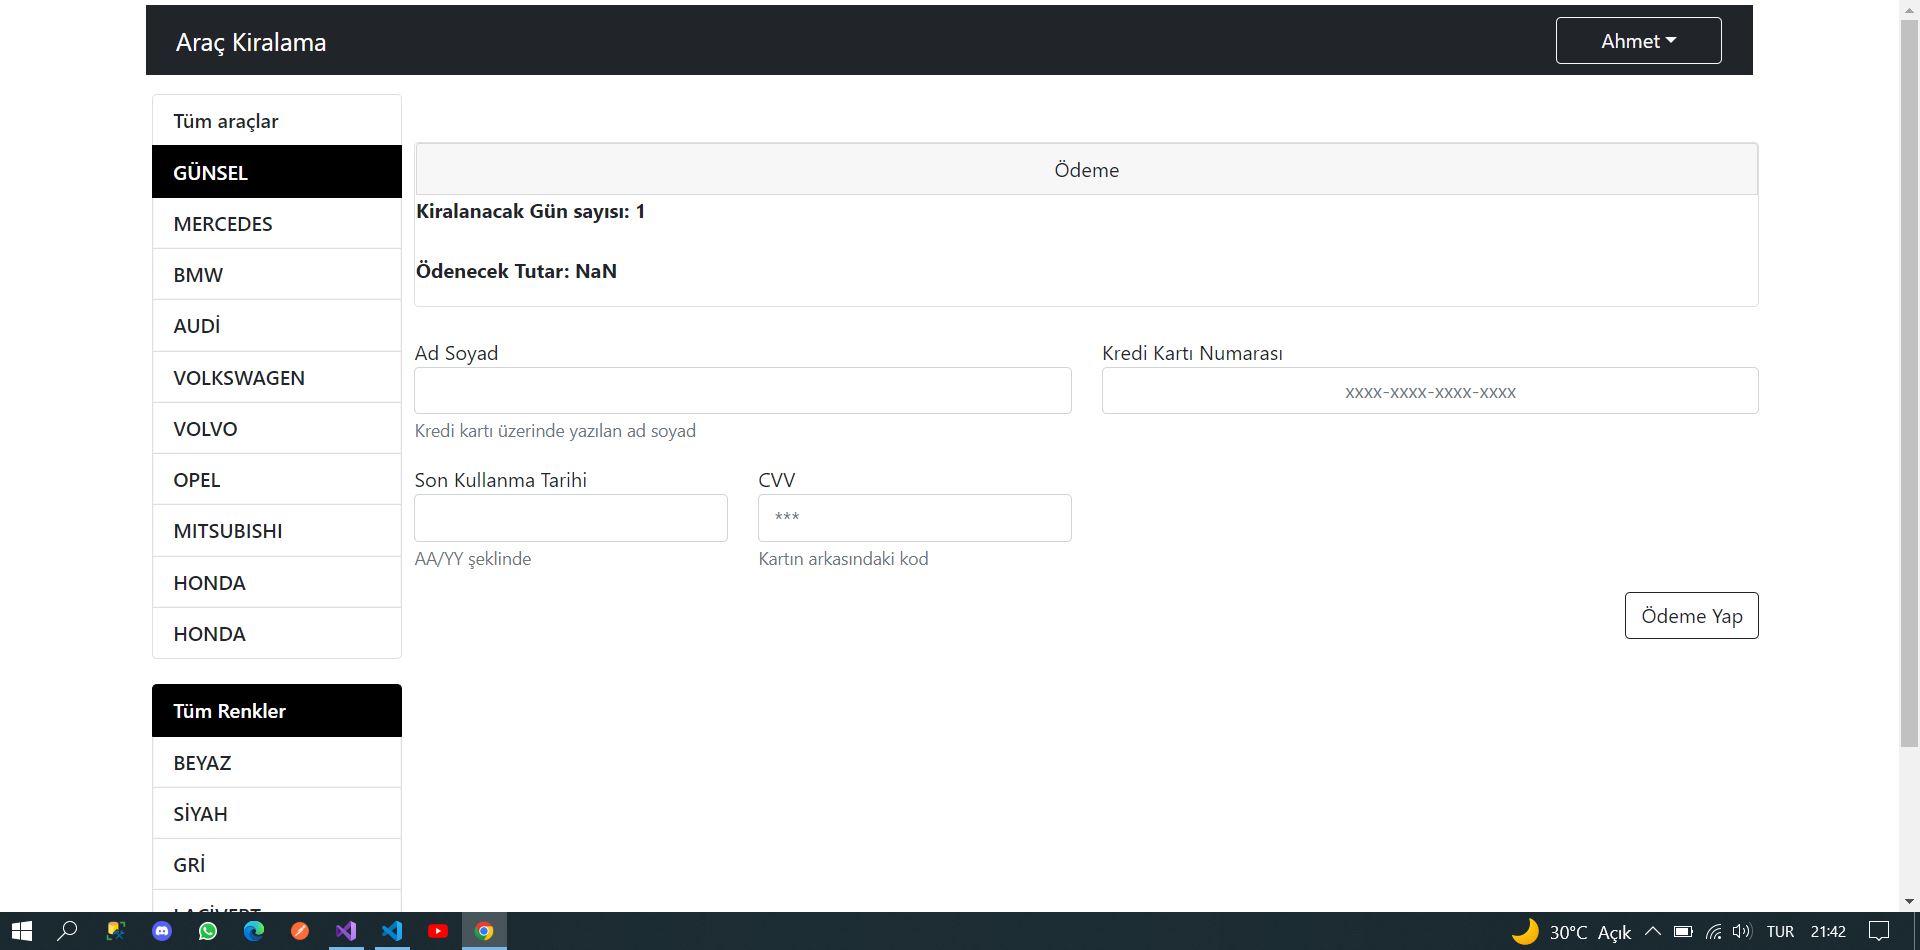 Araç Kiralama
Ahmet
Tüm araçlar
GÜNSEL
MERCEDES
BMW
AUDİ
VOLKSWAGEN
VOLVO
OPEL
MITSUBISHI
HONDA
HONDA
Tüm Renkler
BEYAZ
SİYAH
GRİ
LACİVERT
Ödeme
Kiralanacak Gün sayısı: 1
Ödenecek Tutar: NaN
Ad Soyad
Kredi kartı üzerinde yazılan ad soyad
Kredi Kartı Numarası
xxxx-xxxx-xxxx-xxxx
Son Kullanma Tarihi
AA/YY şeklinde
CVV
***
Kartın arkasındaki kod
Ödeme Yap
30°C Açık
TUR
21:42